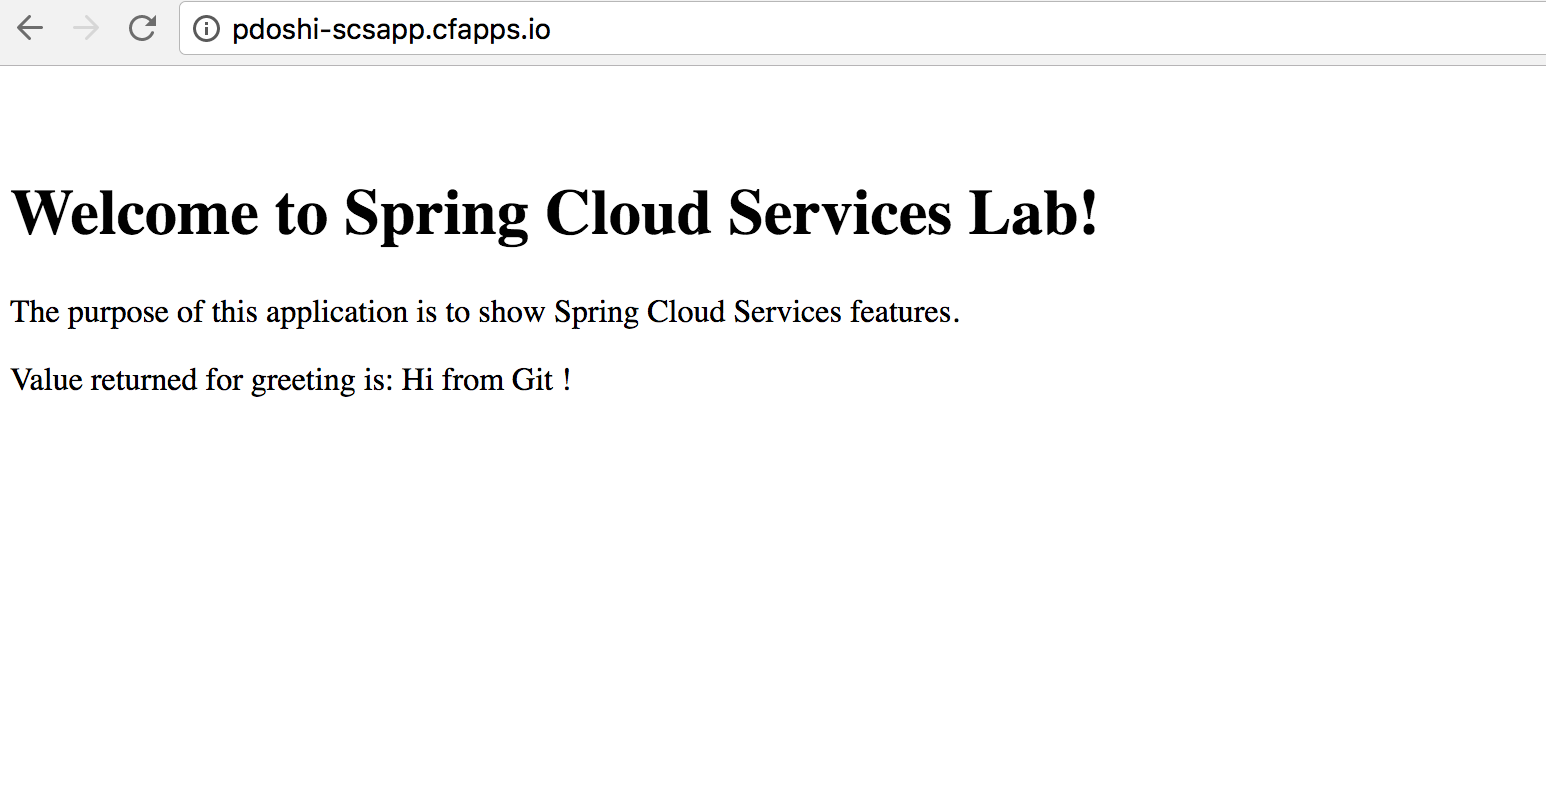 pdoshi-scsapp.cfapps.io
Welcome to Spring Cloud Services Lab!
The purpose of this application is to show Spring Cloud Services features.
Value returned for greeting is: Hi from Git !